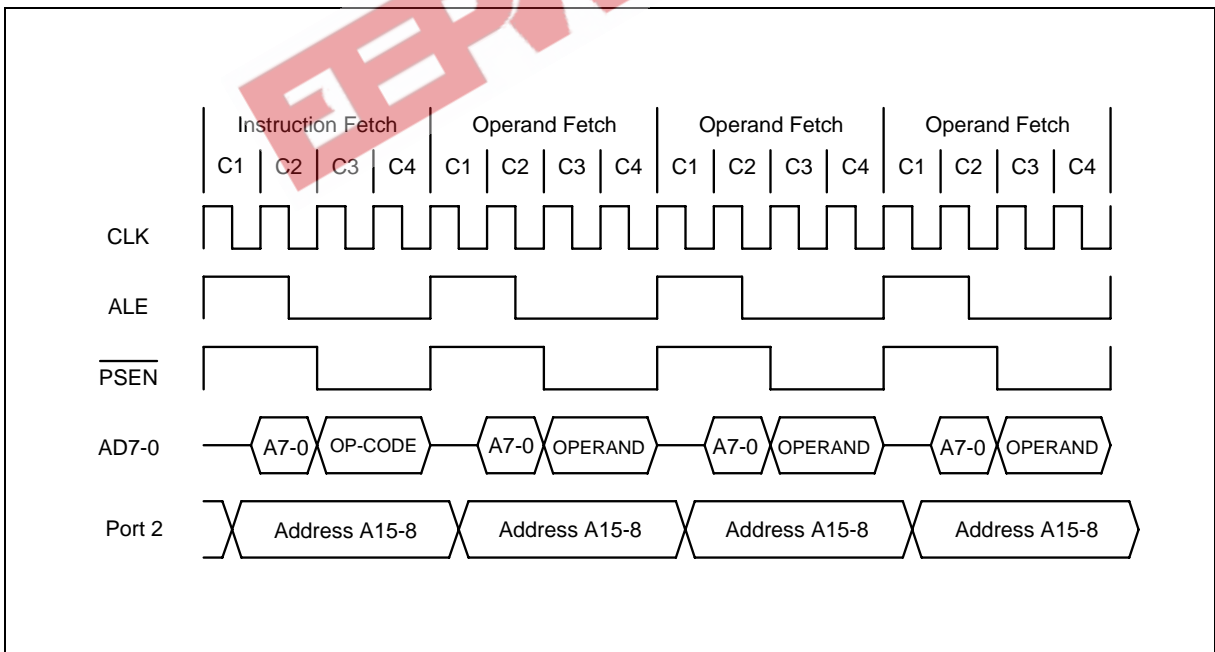 EEPW
Instruction Fetch Operand Fetch Operand Fetch Operand Fetch
C1 C2 C3 C4 C1 C2 C3 C4 C1 C2 C3 C4 C1 C2 C3 C4
CLK
ALE
PSEN
AD7-0 A7-0 OP-CODE A7-0 OPERAND A7-0 OPERAND A7-0 OPERAND
Port 2 Address A15-8 Address A15-8 Address A15-8 Address A15-8